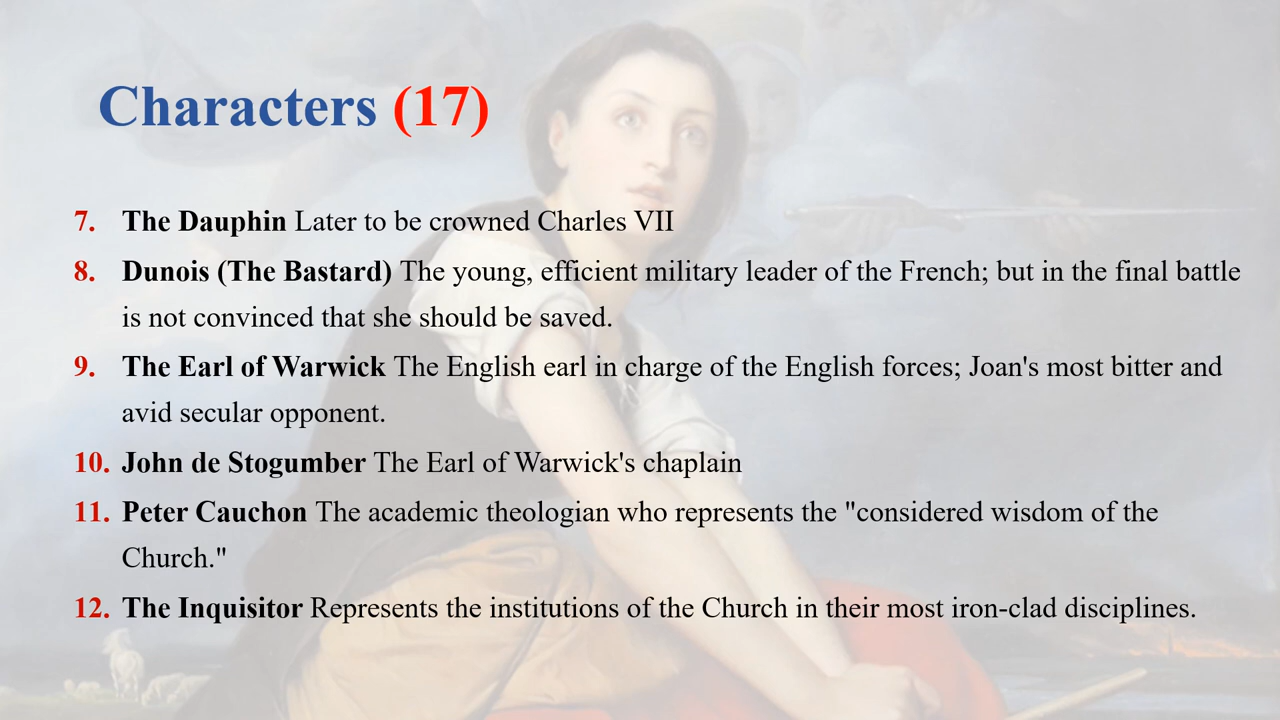 Characters (17)
7. The Dauphin Later to be crowned Charles VII
8. Dunois (The Bastard) The young, efficient military leader of the French; but in the final battle
is not convinced that she should be saved.
9. The Earl of Warwick The English earl in charge of the English forces; Joan's most bitter and
avid secular opponent.
10. John de Stogumber The Earl of Warwick's chaplain
11. Peter Cauchon The academic theologian who represents the "considered wisdom of the
Church."
12. The Inquisitor Represents the institutions of the Church in their most iron-clad disciplines.